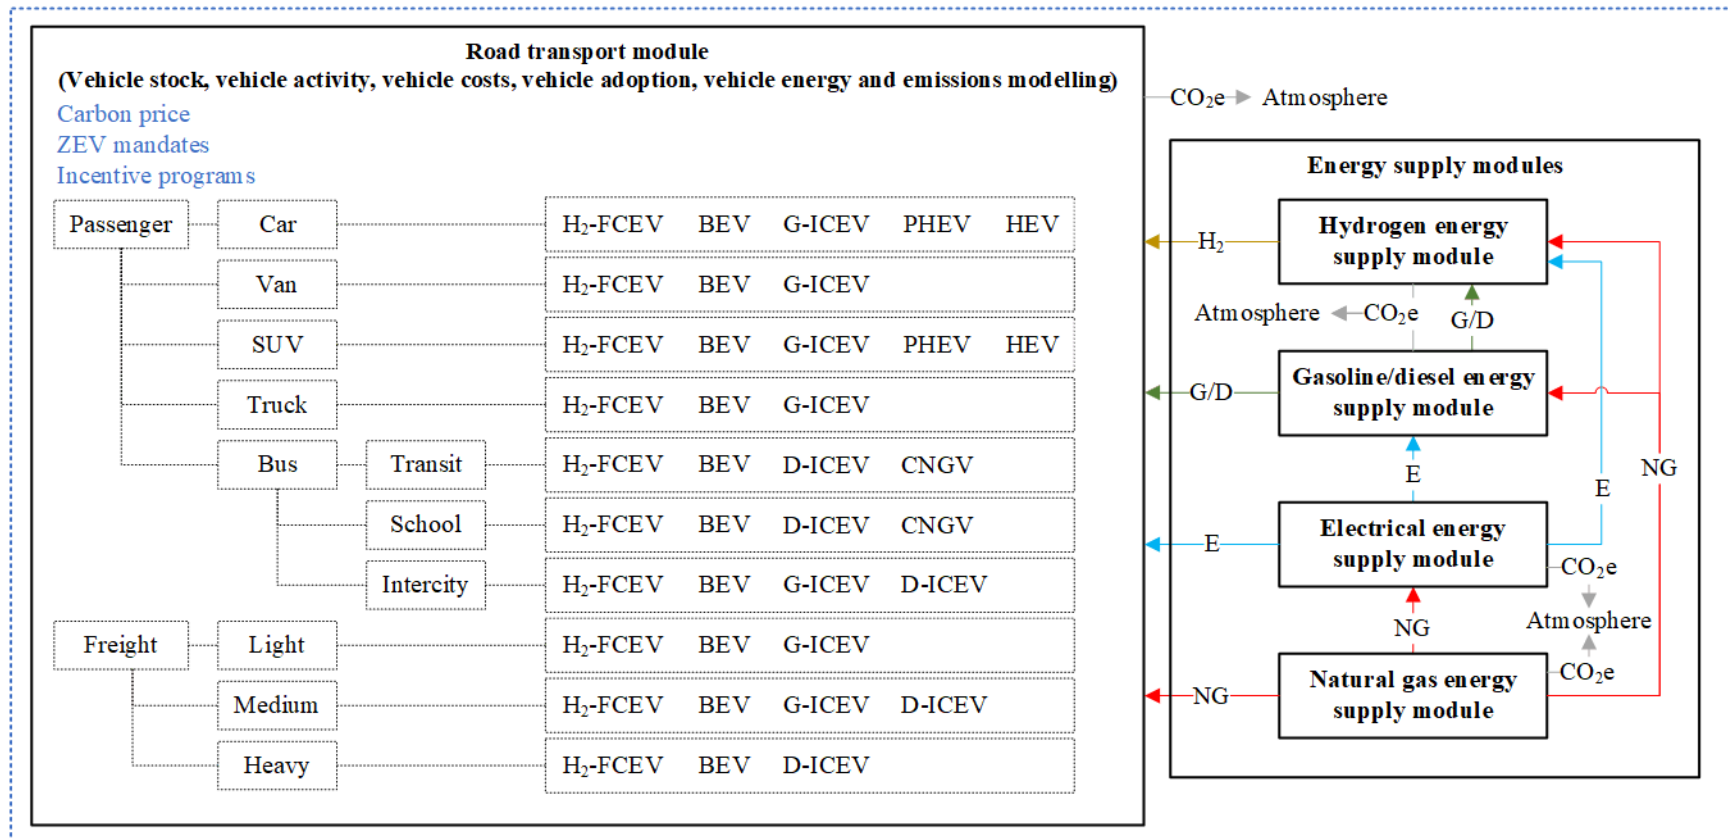 Road transport module
(Vehicle stock, vehicle activity, vehicle costs, vehicle adoption, vehicle energy and emissions modelling)
Carbon price
ZEV mandates
Incentive programs
Passenger
Car
H₂-FCEV BEV G-ICEV PHEV HEV
Van
H₂-FCEV BEV G-ICEV
SUV
H₂-FCEV BEV G-ICEV PHEV HEV
Truck
H₂-FCEV BEV G-ICEV
Bus
Transit
H₂-FCEV BEV D-ICEV CNGV
School
H₂-FCEV BEV D-ICEV CNGV
Intercity
H₂-FCEV BEV G-ICEV D-ICEV
Freight
Light
H₂-FCEV BEV G-ICEV
Medium
H₂-FCEV BEV G-ICEV D-ICEV
Heavy
H₂-FCEV BEV D-ICEV
CO₂e
Atmosphere
Energy supply modules
Hydrogen energy
supply module
H₂
Atmosphere
CO₂e
G/D
Gasoline/diesel energy
supply module
G/D
E
E
NG
Electrical energy
supply module
E
CO₂e
Atmosphere
CO₂e
NG
Natural gas energy
supply module
NG